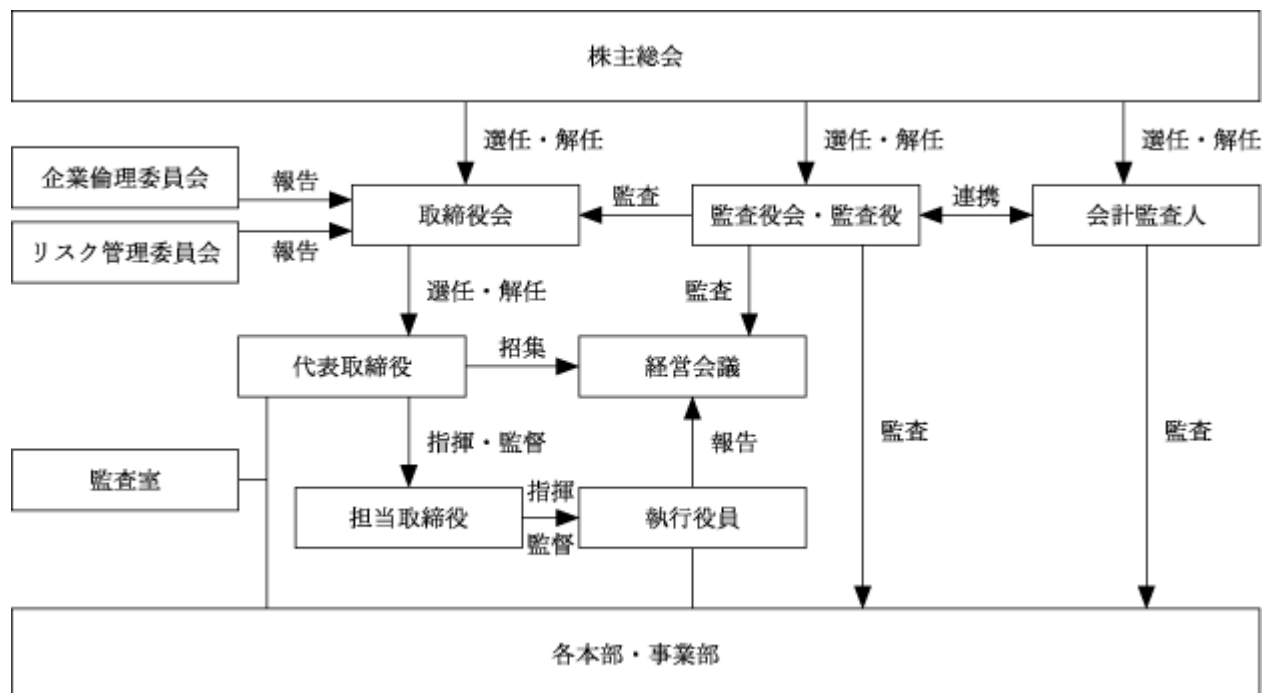 株主総会
選任・解任
選任・解任
選任・解任
企業倫理委員会
報告
取締役会
監査
監査役会・監査役
連携
会計監査人
リスク管理委員会
報告
選任・解任
監査
代表取締役
招集
経営会議
指揮・監督
報告
監査
監査
監査室
担当取締役
指揮
監督
執行役員
各本部・事業部